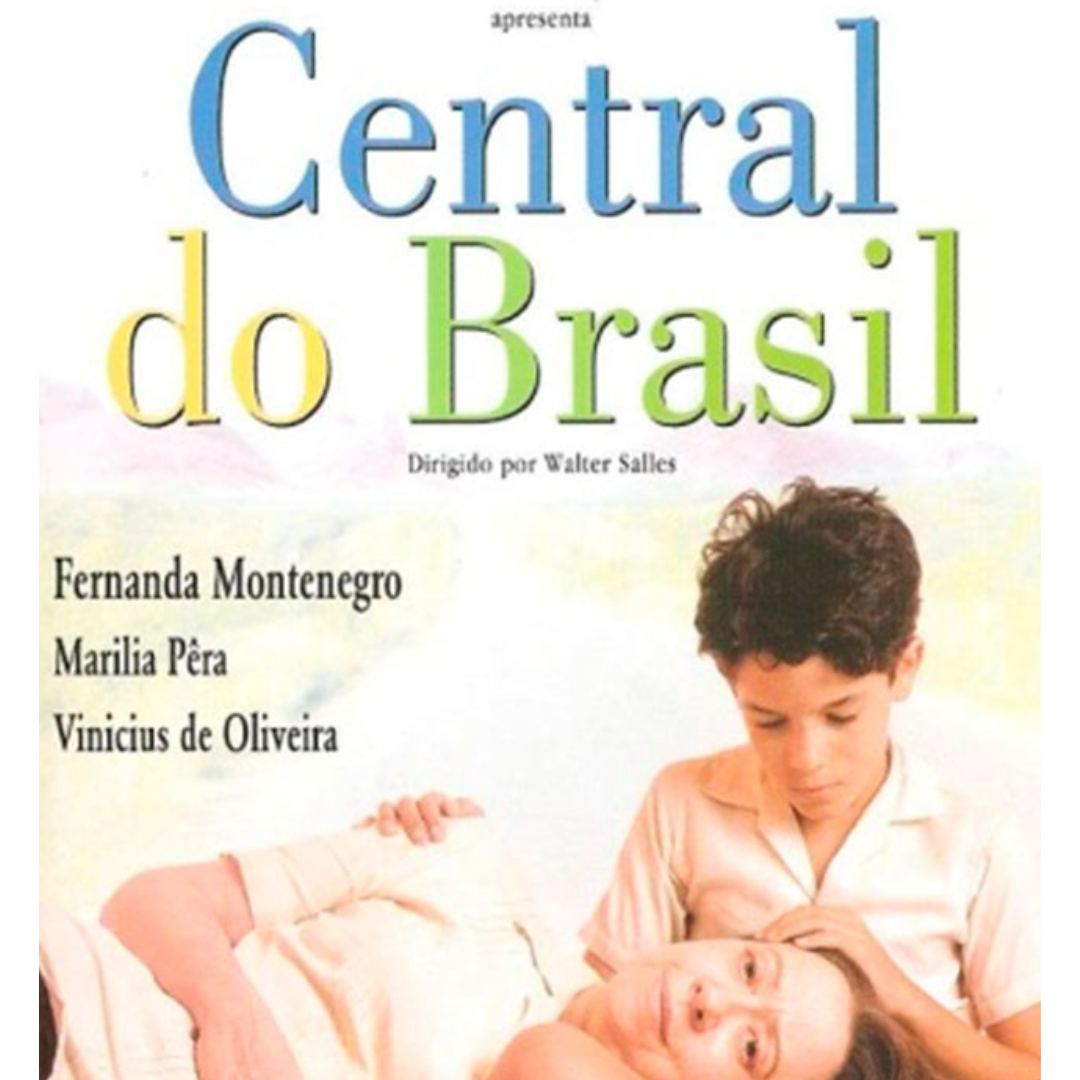 apresenta
Central
do Brasil
Dirigido por Walter Salles
Fernanda Montenegro
Marilia Pêra
Vinicius de Oliveira